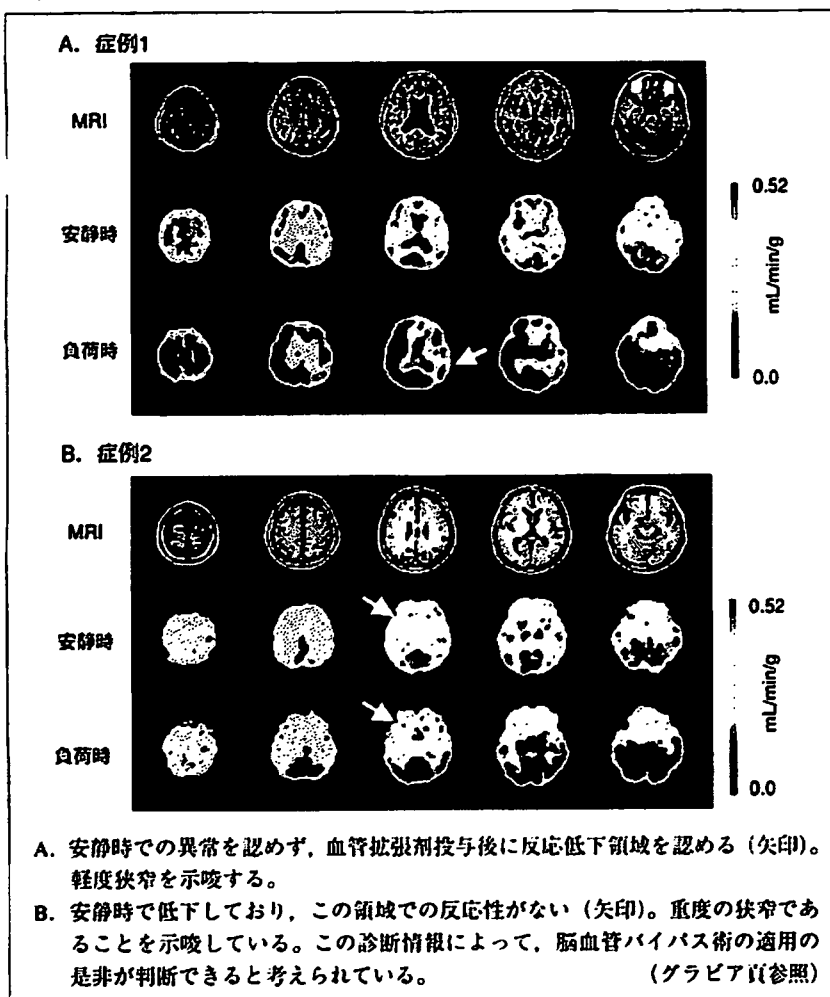 A. 症例1
MRI
安静時
負荷時
0.52
mL/min/g
0.0
B. 症例2
MRI
安静時
負荷時
0.52
mL/min/g
0.0
A. 安静時での異常を認めず，血管拡張剤投与後に反応低下領域を認める（矢印）。
軽度狭窄を示唆する。
B. 安静時で低下しており，この領域での反応性がない（矢印）。重度の狭窄であ
ることを示唆している。この診断情報によって，脳血管バイパス術の適用の
是非が判断できると考えられている。
（グラビア頁参照）